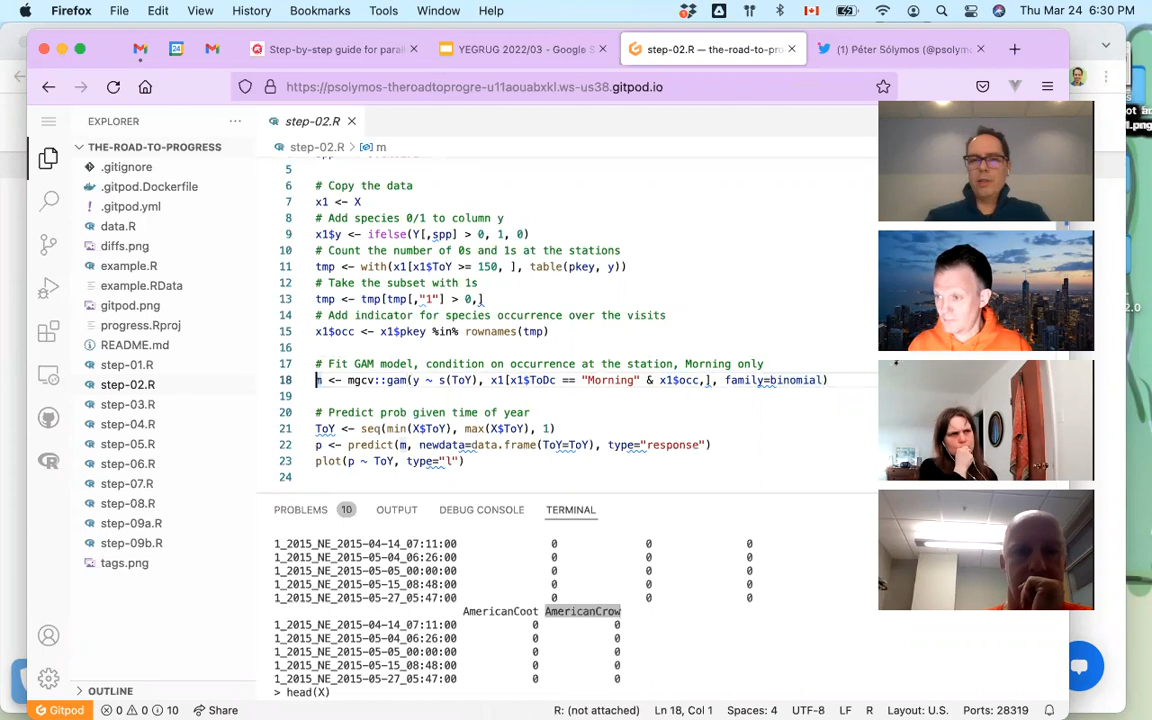 Firefox File Edit View History Bookmarks Tools Window Help Thu Mar 24 6:30 PM
Step-by-step guide for paral YEGRUG 2022/03 - Google S step-02.R — the-road-to-pro (1) Péter Sólymos (@psolymo
https://psolymos-theroadtoprogre-u11aouabxkl.ws-us38.gitpod.io
EXPLORER
THE-ROAD-TO-PROGRESS
.gitignore
.gitpod.Dockerfile
.gitpod.yml
data.R
diffs.png
example.R
example.RData
gitpod.png
progress.Rproj
README.md
step-01.R
step-02.R
step-03.R
step-04.R
step-05.R
step-06.R
step-07.R
step-08.R
step-09a.R
step-09b.R
tags.png
OUTLINE
step-02.R
step-02.R > m
5
6 # Copy the data
7 x1 <- X
8 # Add species 0/1 to column y
9 x1$y <- ifelse(Y[,spp] > 0, 1, 0)
10 # Count the number of 0s and 1s at the stations
11 tmp <- with(x1[x1$ToY >= 150, ], table(pkey, y))
12 # Take the subset with 1s
13 tmp <- tmp[tmp[,"1"] > 0,]
14 # Add indicator for species occurrence over the visits
15 x1$occ <- x1$pkey %in% rownames(tmp)
16
17 # Fit GAM model, condition on occurrence at the station, Morning only
18 m <- mgcv::gam(y ~ s(ToY), x1[x1$ToDc == "Morning" & x1$occ,], family=binomial)
19
20 # Predict prob given time of year
21 ToY <- seq(min(X$ToY), max(X$ToY), 1)
22 p <- predict(m, newdata=data.frame(ToY=ToY), type="response")
23 plot(p ~ ToY, type="l")
24
PROBLEMS 10 OUTPUT DEBUG CONSOLE TERMINAL
1_2015_NE_2015-04-14_07:11:00 0 0 0
1_2015_NE_2015-05-04_06:26:00 0 0 0
1_2015_NE_2015-05-05_00:00:00 0 0 0
1_2015_NE_2015-05-15_08:48:00 0 0 0
1_2015_NE_2015-05-27_05:47:00 0 0 0
AmericanCoot AmericanCrow
1_2015_NE_2015-04-14_07:11:00 0 0
1_2015_NE_2015-05-04_06:26:00 0 0
1_2015_NE_2015-05-05_00:00:00 0 0
1_2015_NE_2015-05-15_08:48:00 0 0
1_2015_NE_2015-05-27_05:47:00 0 0
> head(X)
Gitpod 0 0 10 Share R: (not attached) Ln 18, Col 1 Spaces: 4 UTF-8 LF R Layout: U.S. Ports: 28319